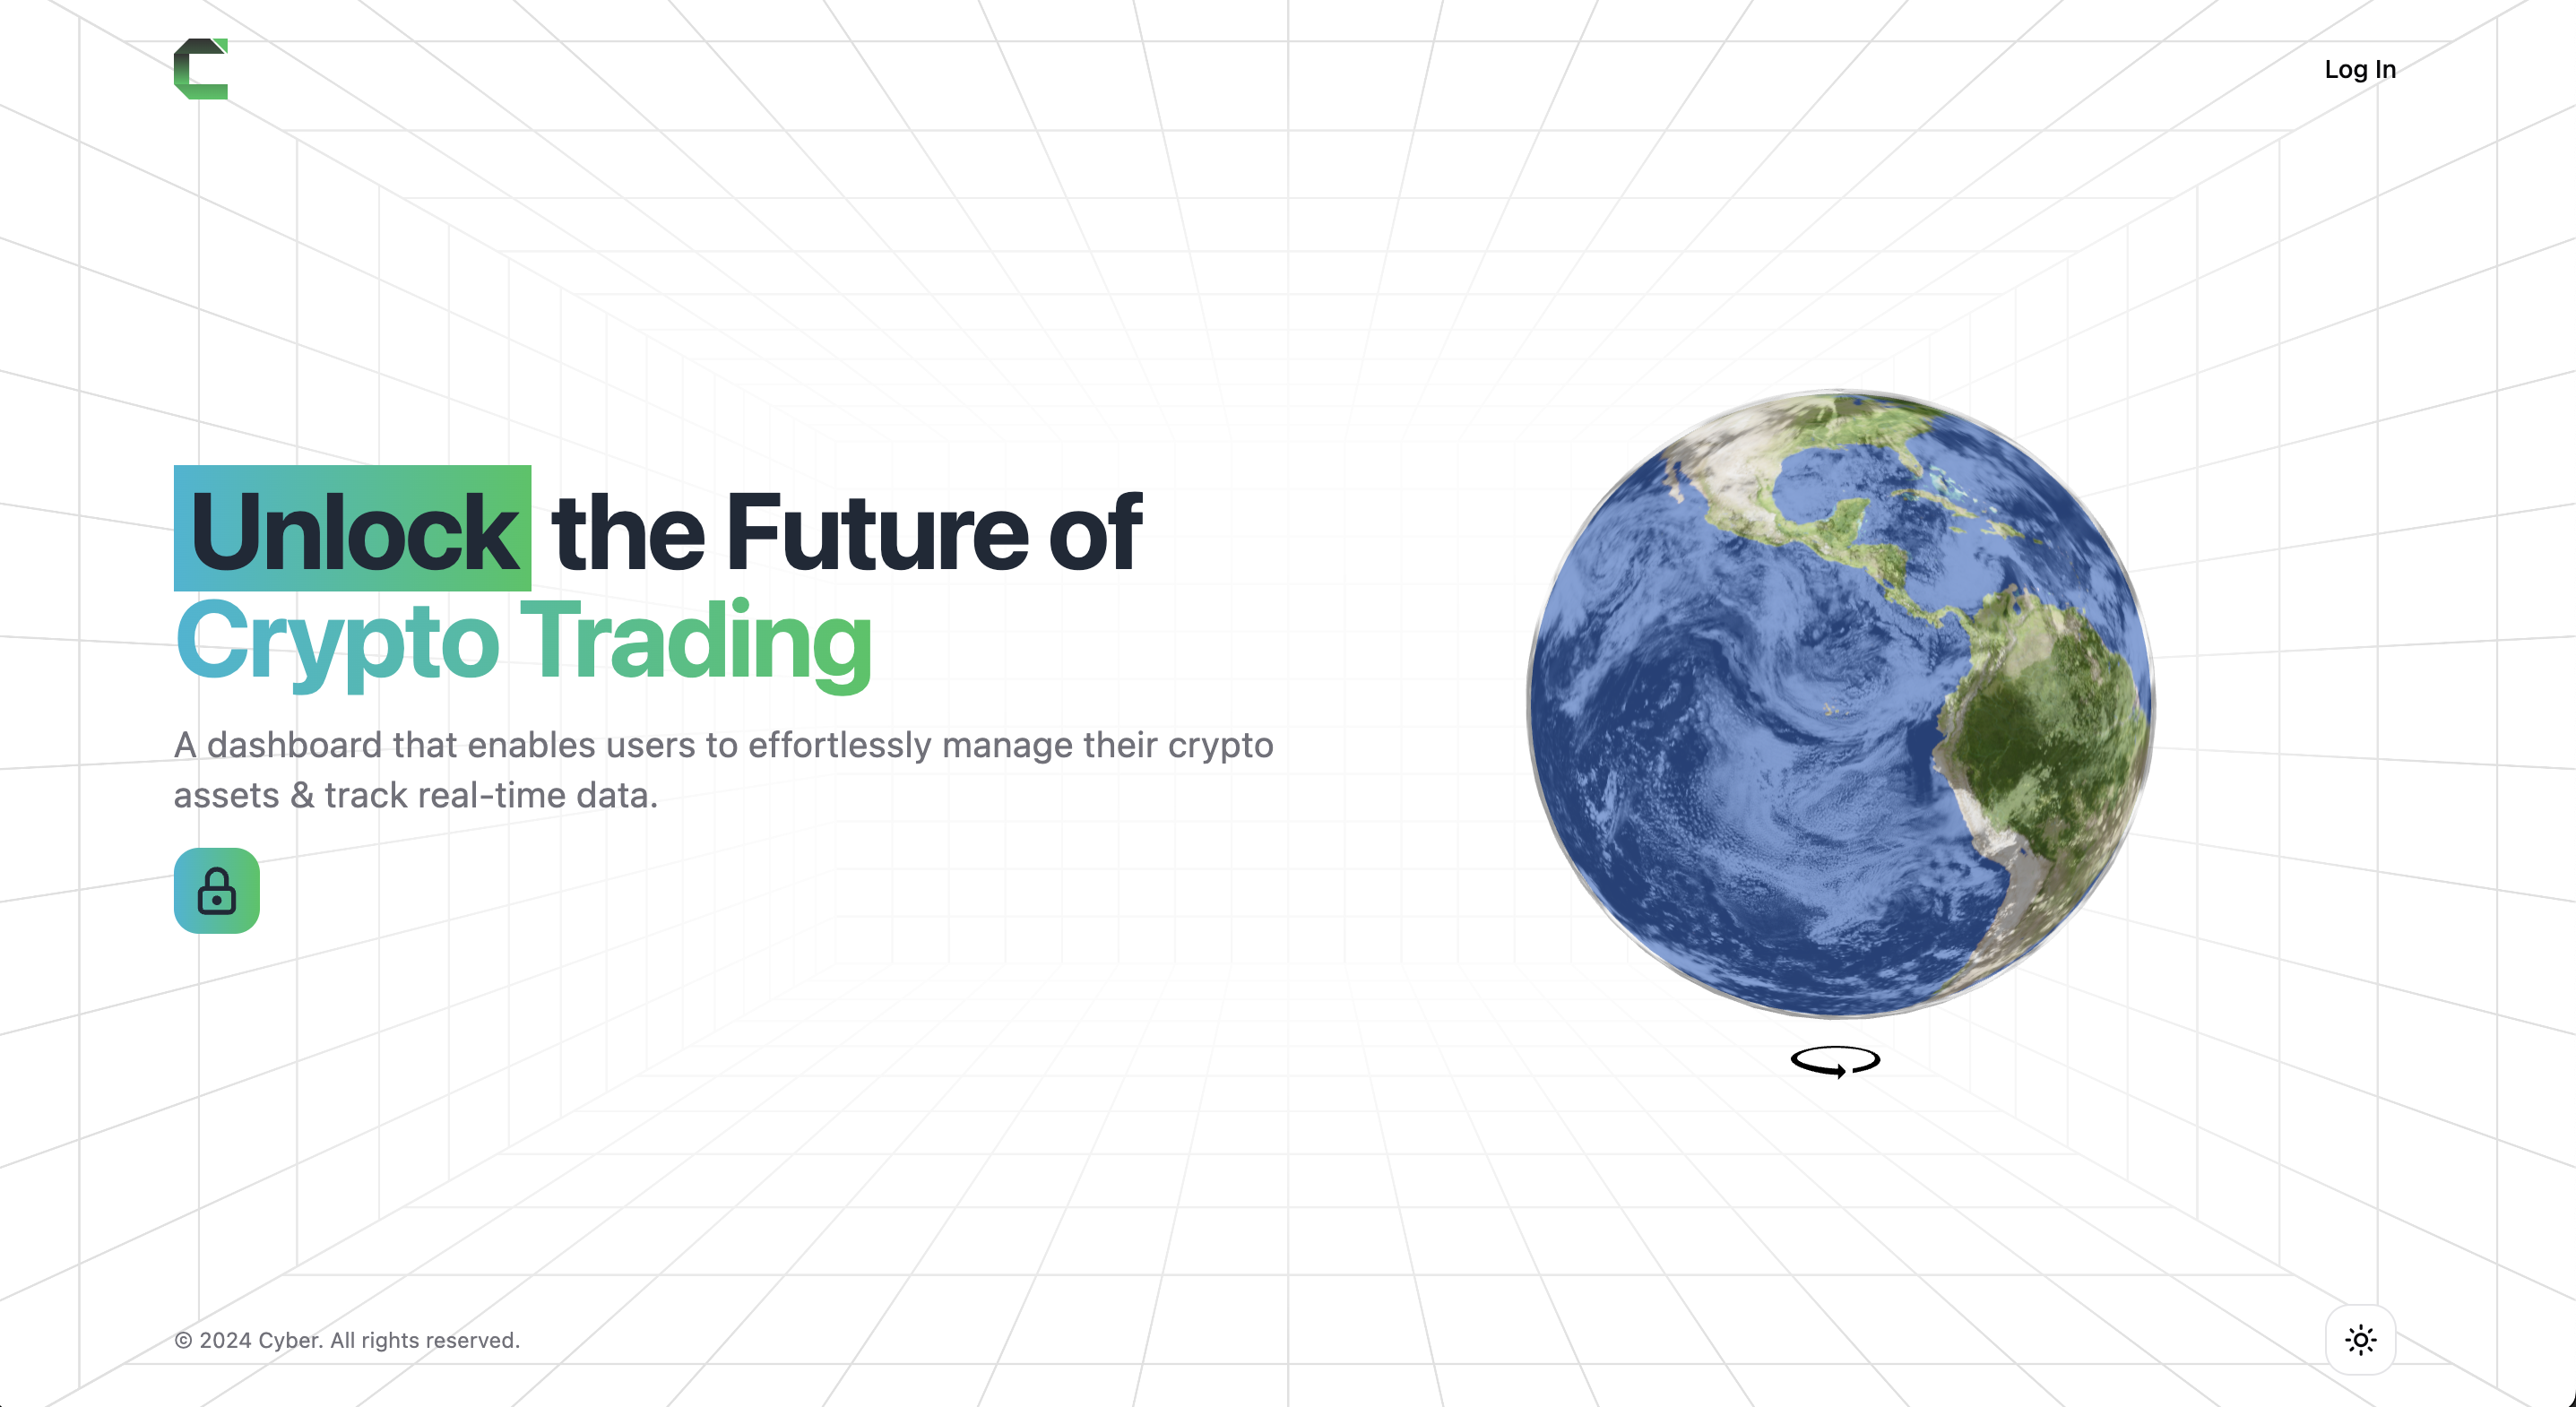 Log In
Unlock the Future of
Crypto Trading
A dashboard that enables users to effortlessly manage their crypto
assets & track real-time data.
© 2024 Cyber. All rights reserved.